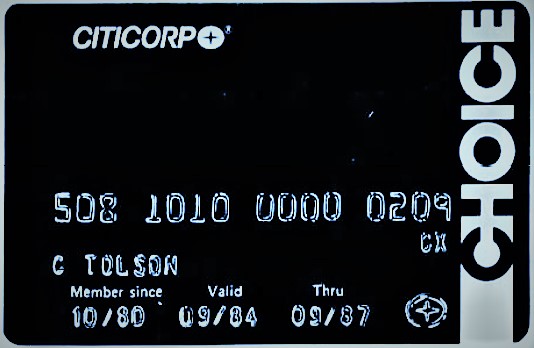 CITICORP
CHOICE
508 1010 0000 0209
CX
C TOLSON
Member since Valid Thru
10/80 09/84 09/87